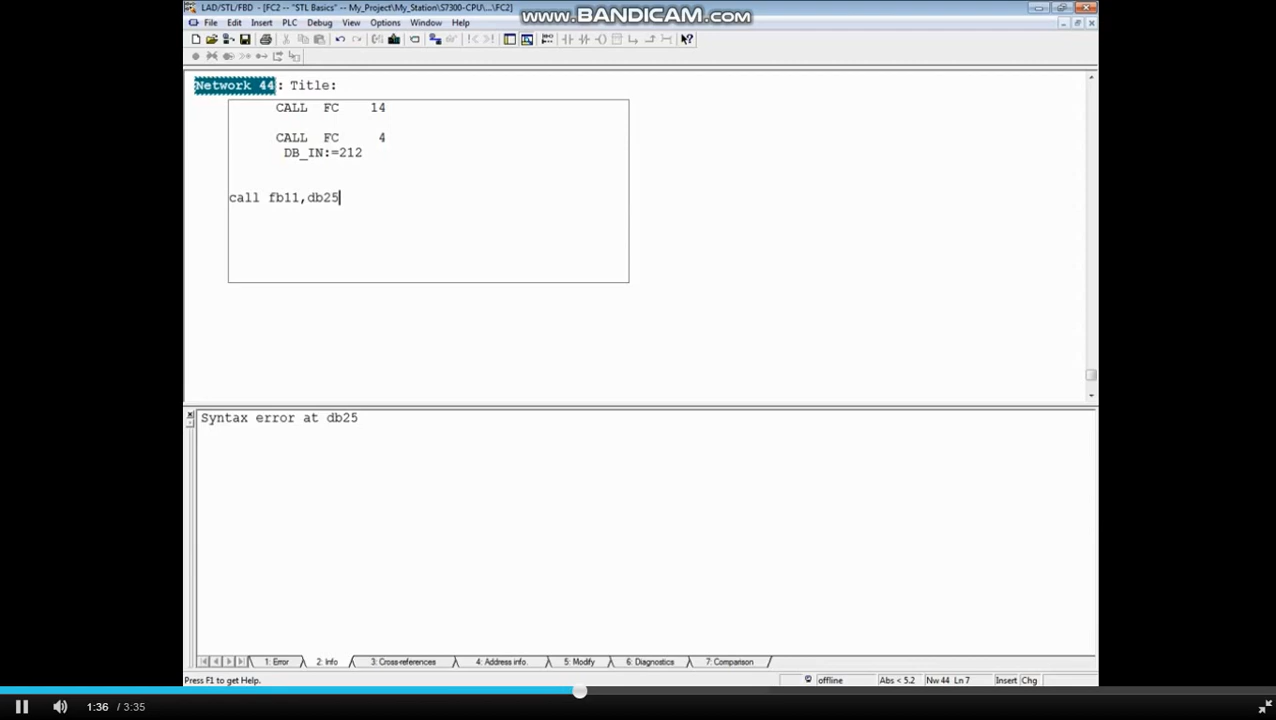 LAD/STL/FBD - [FC2 -- "STL Basics" -- My_Project\My_Station\S7300-CPU\...\FC2]
www.BANDICAM.com
File Edit Insert PLC Debug View Options Window Help
Network 44 : Title:
CALL FC 14
CALL FC 4
DB_IN:=212
call fb11,db25
Syntax error at db25
1: Error 2: Info 3: Cross-references 4: Address info. 5: Modify 6: Diagnostics 7: Comparison
Press F1 to get Help. offline Abs < 5.2 Nw 44 Ln 7 Insert Chg
1:36 / 3:35